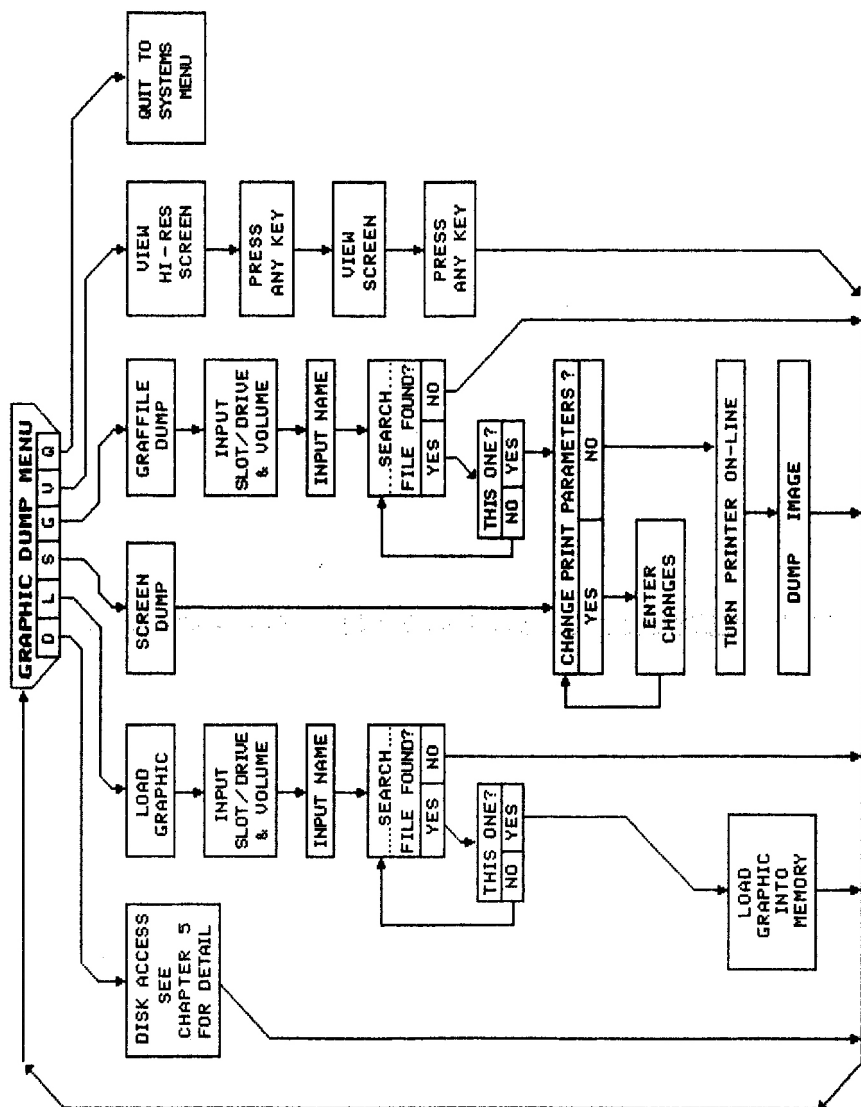 GRAPHIC DUMP MENU
D L S G V Q
DISK ACCESS
SEE
CHAPTER 5
FOR DETAIL
LOAD
GRAPHIC
INPUT
SLOT/DRIVE
& VOLUME
INPUT NAME
....SEARCH....
FILE FOUND?
YES NO
THIS ONE?
NO YES
LOAD
GRAPHIC
INTO
MEMORY
SCREEN
DUMP
GRAFFILE
DUMP
INPUT
SLOT/DRIVE
& VOLUME
INPUT NAME
....SEARCH....
FILE FOUND?
YES NO
THIS ONE?
NO YES
CHANGE PRINT PARAMETERS?
YES NO
ENTER
CHANGES
TURN PRINTER ON-LINE
DUMP IMAGE
VIEW
HI-RES
SCREEN
PRESS
ANY KEY
VIEW
SCREEN
PRESS
ANY KEY
QUIT TO
SYSTEMS
MENU